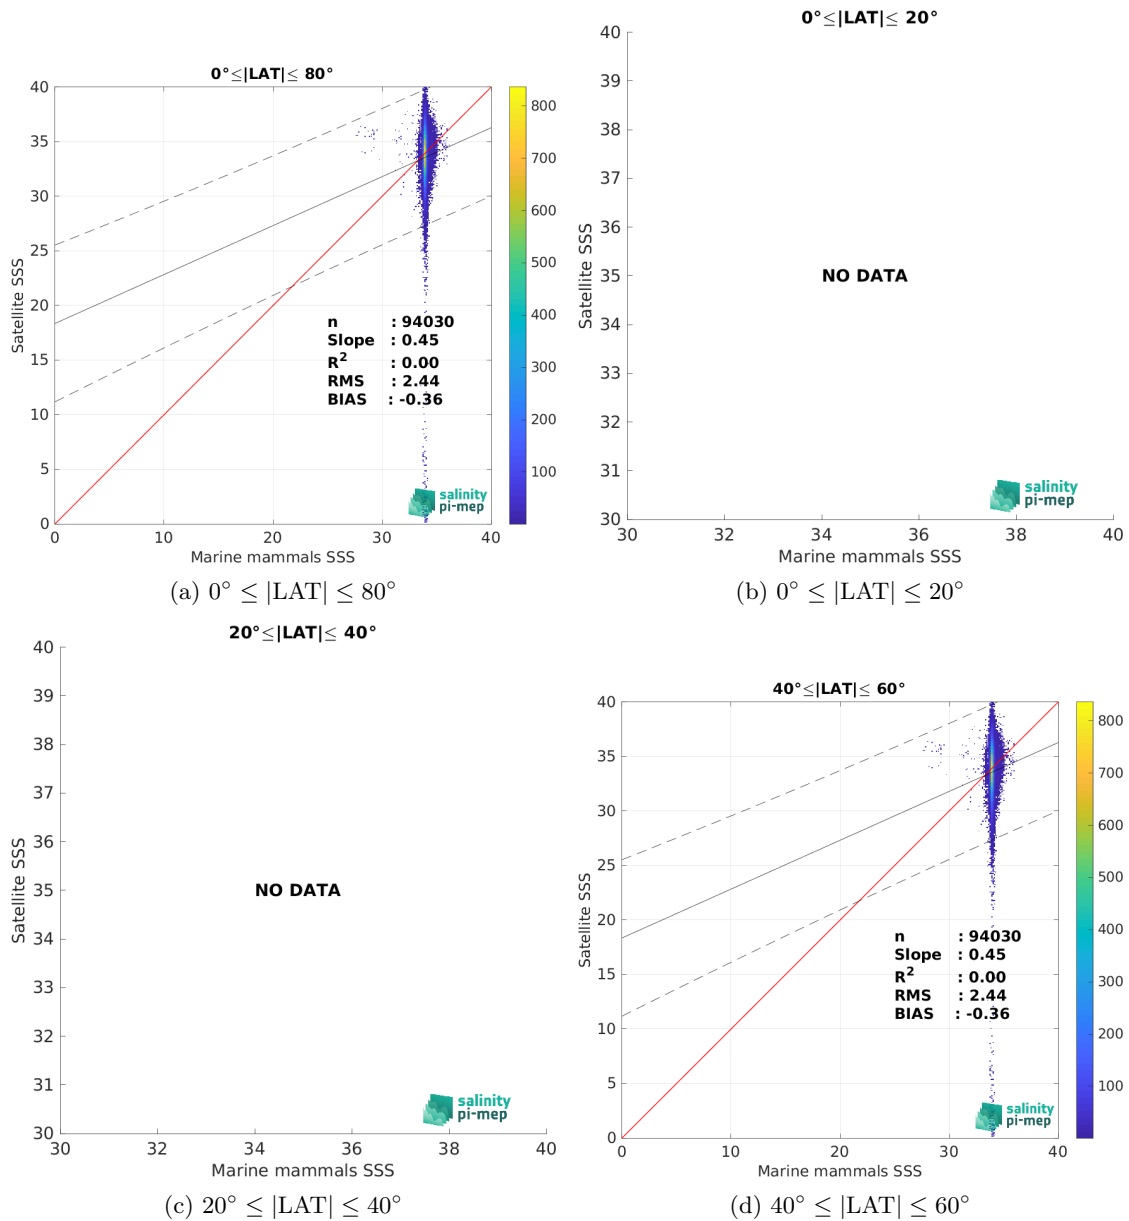 0°≤|LAT|≤ 80°
40
35
30
25
20
15
10
5
0
0
10
20
30
40
Satellite SSS
Marine mammals SSS
n : 94030
Slope : 0.45
R² : 0.00
RMS : 2.44
BIAS : -0.36
salinity
pi-mep
800
700
600
500
400
300
200
100
(a) 0° ≤ |LAT| ≤ 80°
0°≤|LAT|≤ 20°
40
39
38
37
36
35
34
33
32
31
30
30
32
34
36
38
40
Satellite SSS
NO DATA
salinity
pi-mep
Marine mammals SSS
(b) 0° ≤ |LAT| ≤ 20°
20°≤|LAT|≤ 40°
40
39
38
37
36
35
34
33
32
31
30
30
32
34
36
38
40
Satellite SSS
NO DATA
salinity
pi-mep
Marine mammals SSS
(c) 20° ≤ |LAT| ≤ 40°
40°≤|LAT|≤ 60°
40
35
30
25
20
15
10
5
0
0
10
20
30
40
Satellite SSS
Marine mammals SSS
n : 94030
Slope : 0.45
R² : 0.00
RMS : 2.44
BIAS : -0.36
salinity
pi-mep
800
700
600
500
400
300
200
100
(d) 40° ≤ |LAT| ≤ 60°